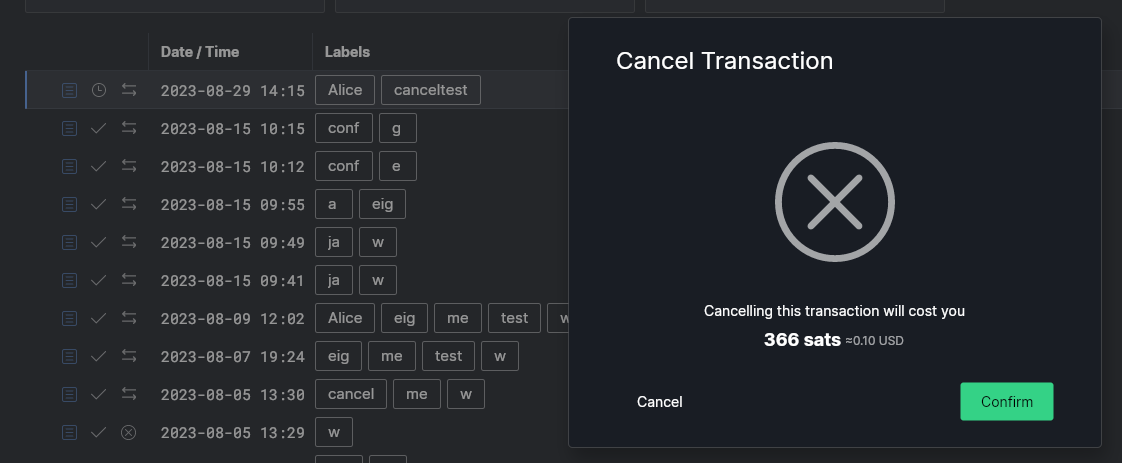 Date / Time Labels
2023-08-29 14:15 Alice canceltest
2023-08-15 10:15 conf g
2023-08-15 10:12 conf e
2023-08-15 09:55 a eig
2023-08-15 09:49 ja w
2023-08-15 09:41 ja w
2023-08-09 12:02 Alice eig me test w
2023-08-07 19:24 eig me test w
2023-08-05 13:30 cancel me w
2023-08-05 13:29 w
Cancel Transaction
Cancelling this transaction will cost you
366 sats ≈0.10 USD
Cancel Confirm